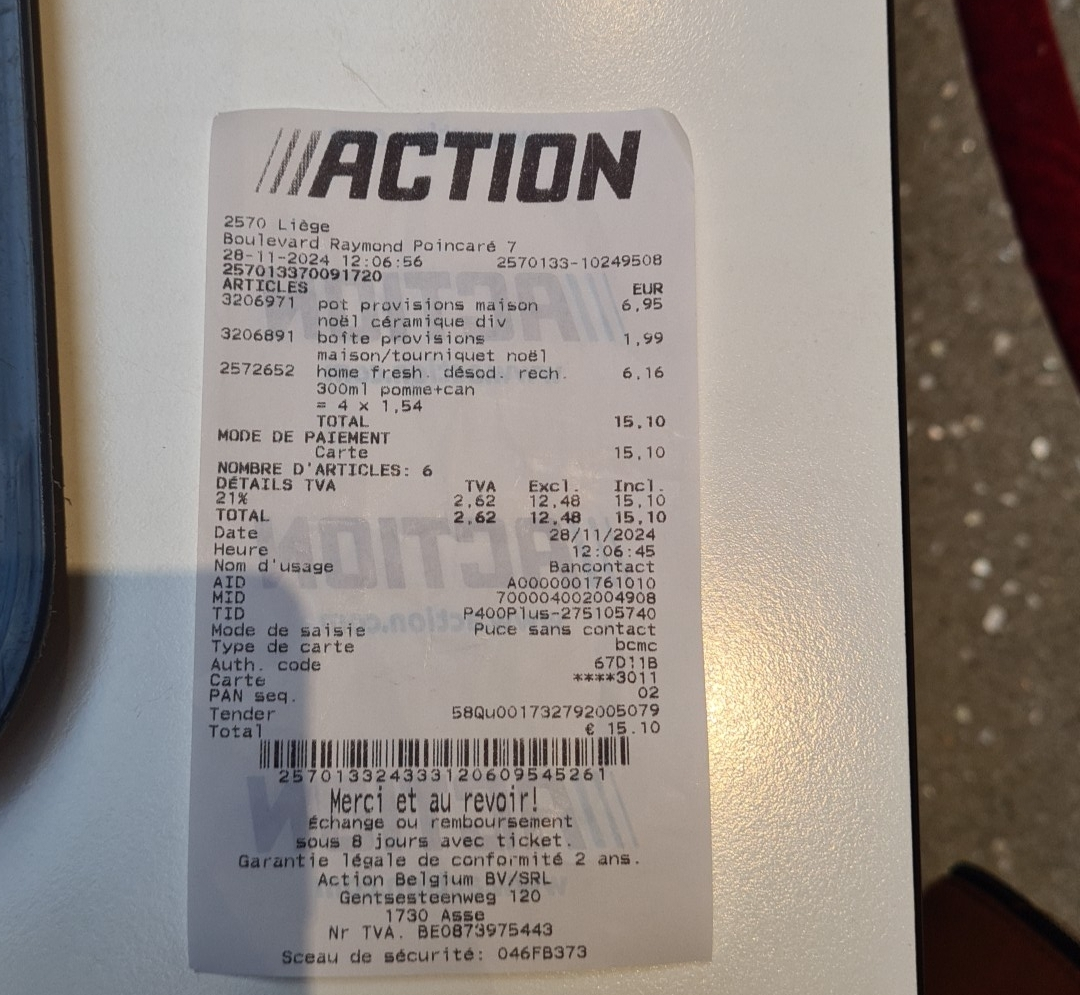 ACTION
2570 Liège
Boulevard Raymond Poincaré 7
28-11-2024 12:06:56 2570133-10249508
257013370091720
ARTICLES EUR
3206971 pot provisions maison 6,95
noël céramique div
3206891 boîte provisions 1,99
maison/tourniquet noël
2572652 home fresh. désod. rech. 6,16
300ml pomme+can
= 4 x 1,54
TOTAL 15,10
MODE DE PAIEMENT
Carte 15,10
NOMBRE D'ARTICLES: 6
DÉTAILS TVA TVA Excl. Incl.
21% 2,62 12,48 15,10
TOTAL 2,62 12,48 15,10
Date 28/11/2024
Heure 12:06:45
Nom d'usage Bancontact
AID A0000001761010
MID 700004002004908
TID P400Plus-275105740
Mode de saisie Puce sans contact
Type de carte bcmc
Auth. code 67D11B
Carte ****3011
PAN seq. 02
Tender 58Qu001732792005079
Total € 15.10
257013324333120609545261
Merci et au revoir!
Échange ou remboursement
sous 8 jours avec ticket.
Garantie légale de conformité 2 ans.
Action Belgium BV/SRL
Gentsesteenweg 120
1730 Asse
Nr TVA. BE0873975443
Sceau de sécurité: 046FB373